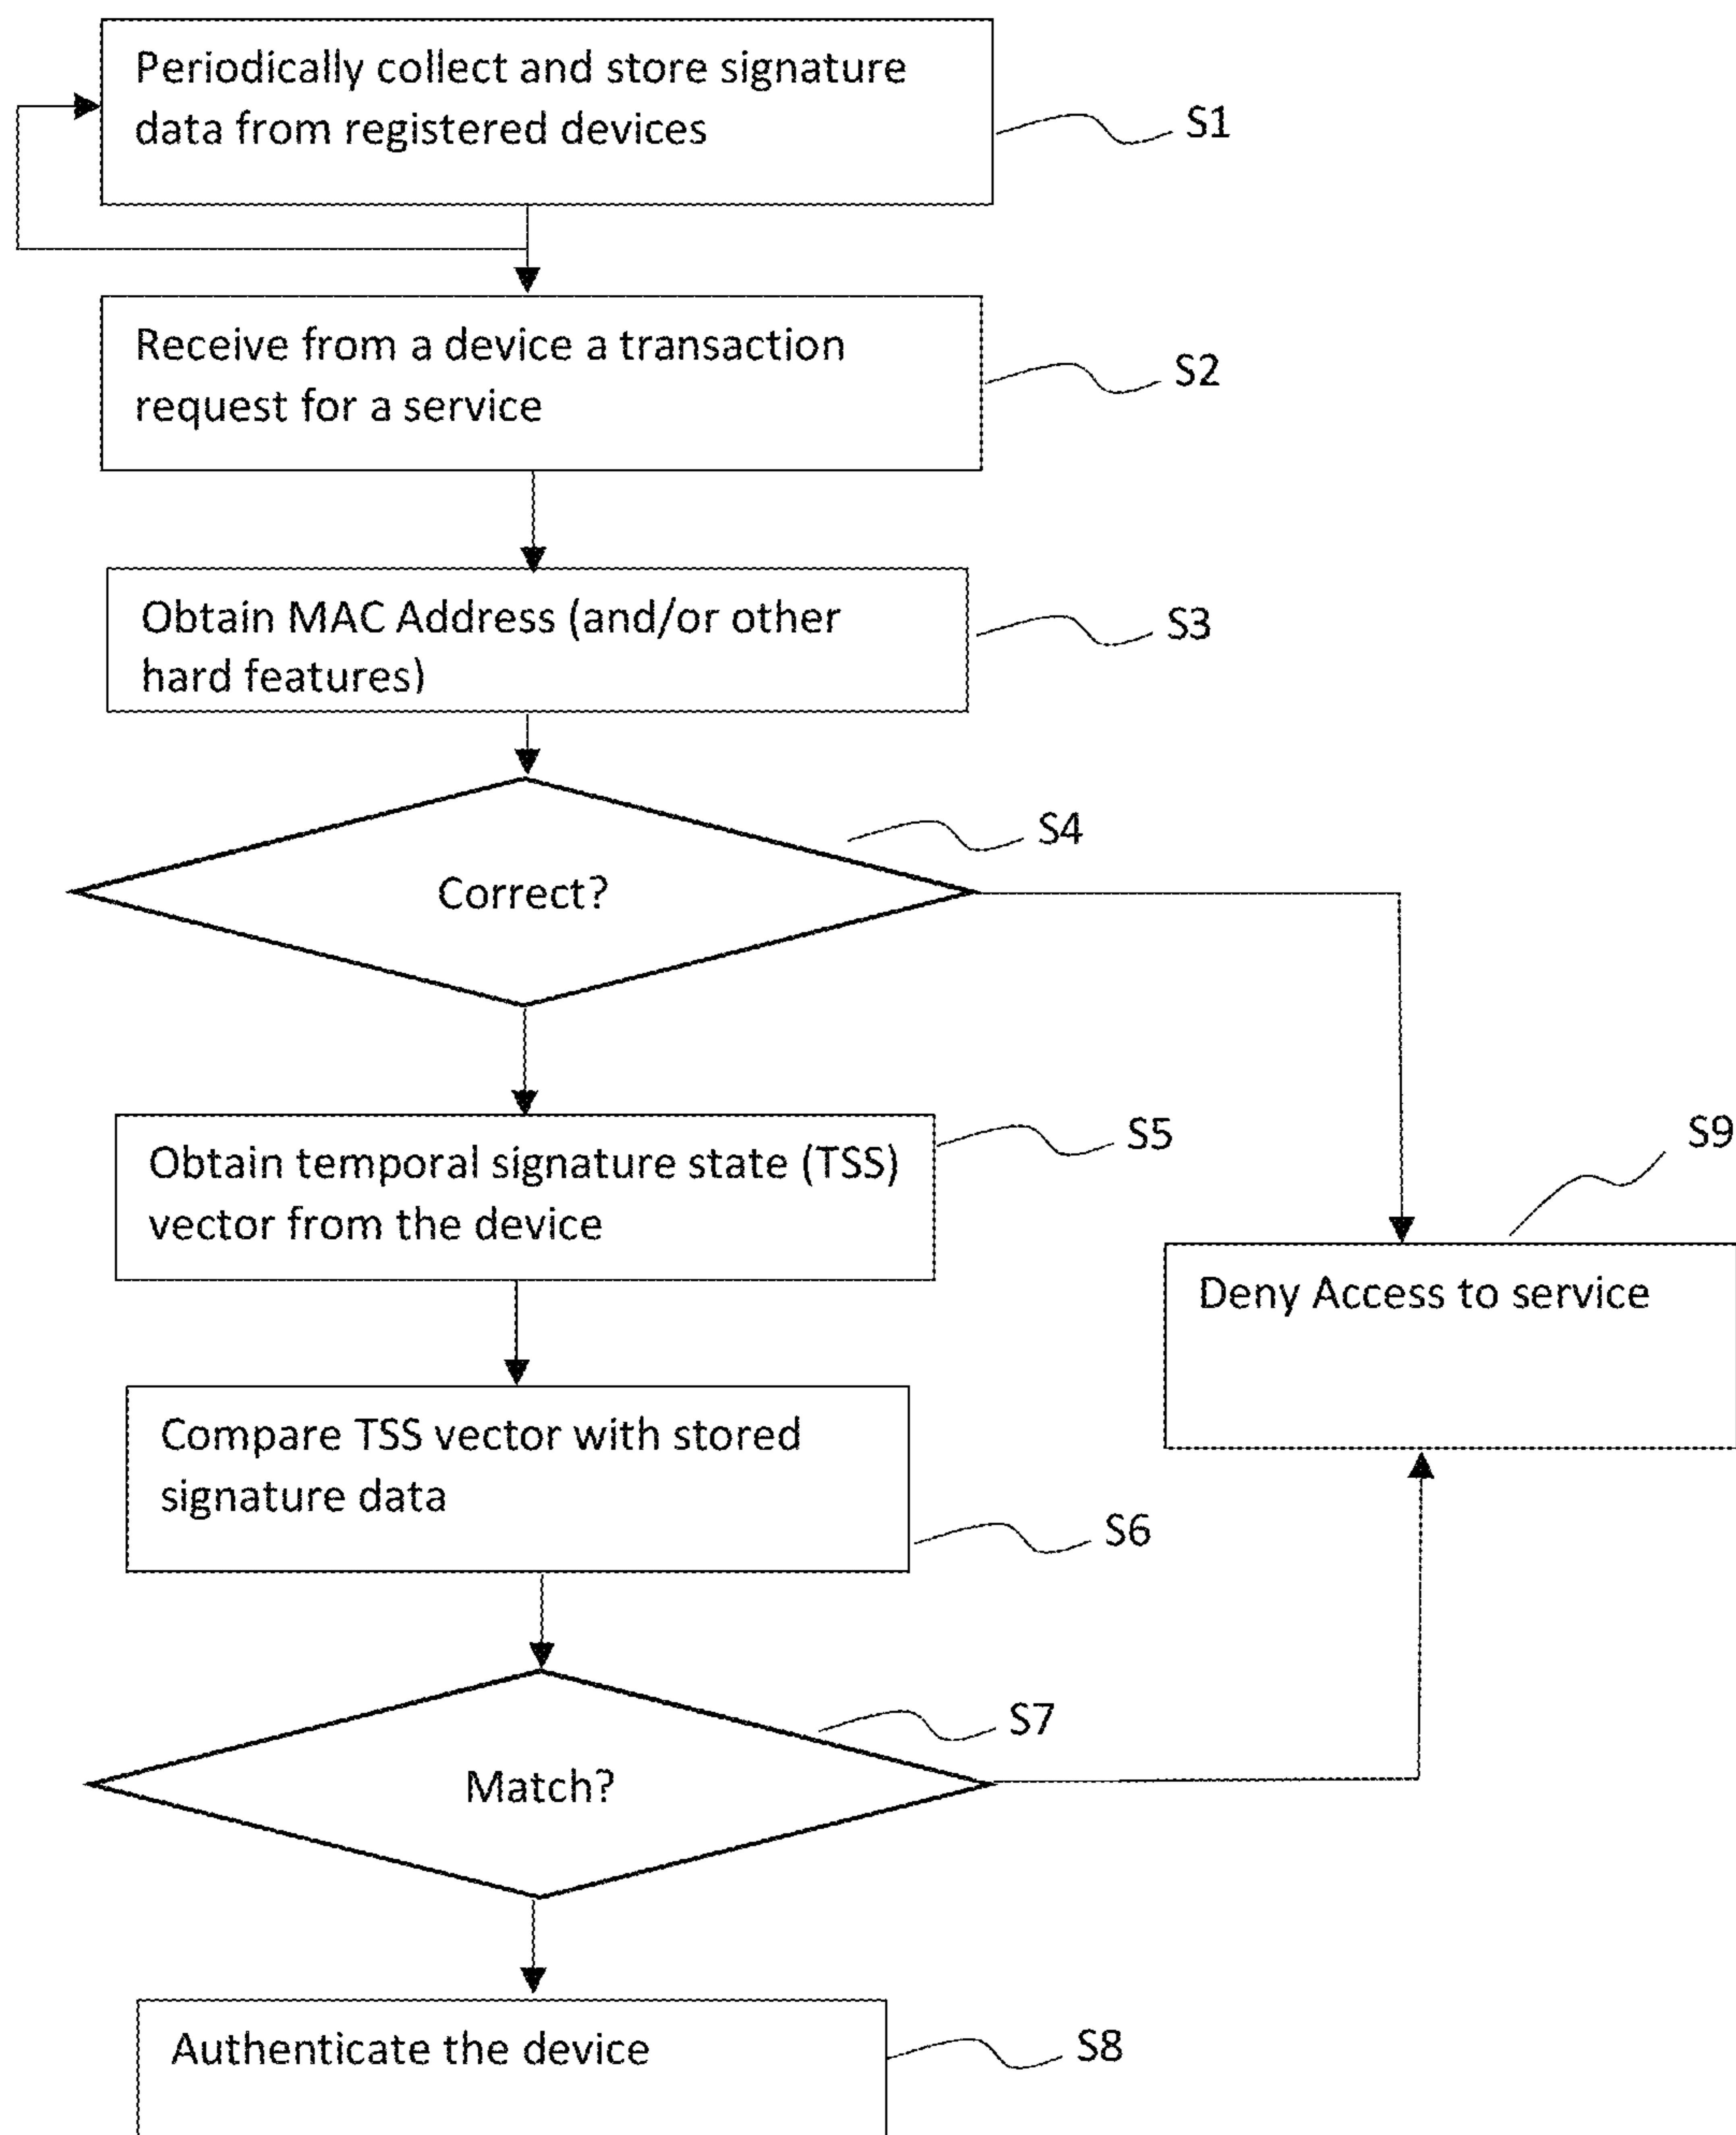 Periodically collect and store signature
data from registered devices
S1
Receive from a device a transaction
request for a service
S2
Obtain MAC Address (and/or other
hard features)
S3
S4
Correct?
S5
Obtain temporal signature state (TSS)
vector from the device
S9
Deny Access to service
Compare TSS vector with stored
signature data
S6
S7
Match?
Authenticate the device
S8